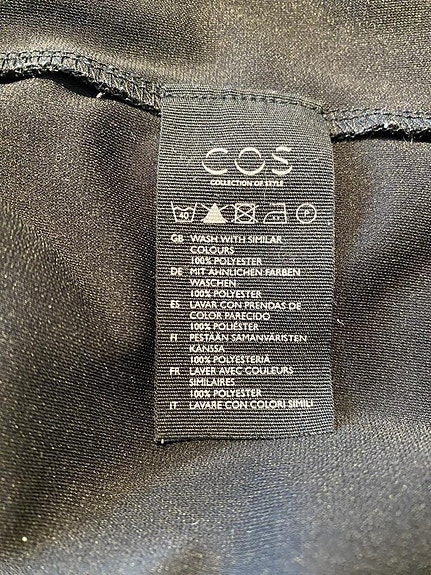 COS
COLLECTION OF STYLE
40 P
GB WASH WITH SIMILAR
COLOURS
100% POLYESTER
DE MIT ÄHNLICHEN FARBEN
WASCHEN
100% POLYESTER
ES LAVAR CON PRENDAS DE
COLOR PARECIDO
100% POLIÉSTER
FI PESTÄÄN SAMANVÄRISTEN
KANSSA
100% POLYESTERIA
FR LAVER AVEC COULEURS
SIMILAIRES
100% POLYESTER
IT LAVARE CON COLORI SIMILI